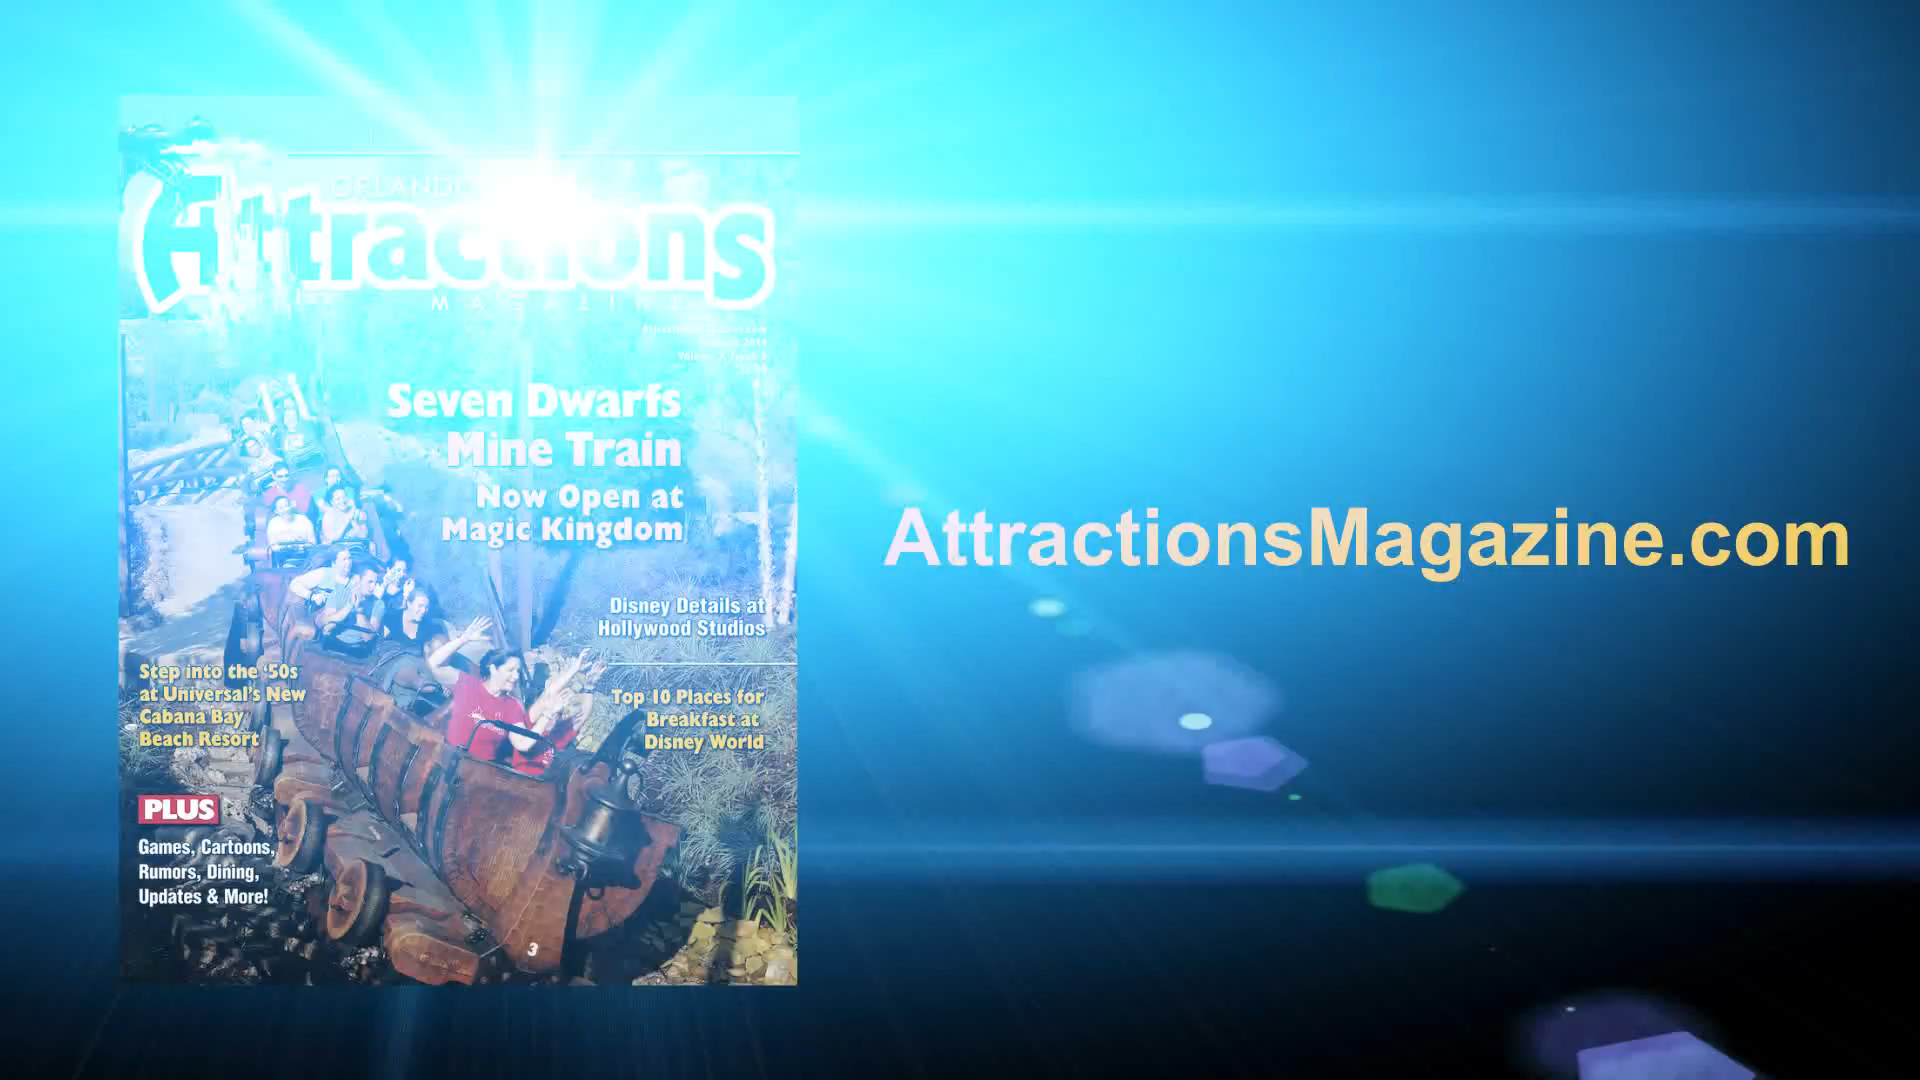 ORLANDO
Attractions
MAGAZINE
Seven Dwarfs
Mine Train
Now Open at
Magic Kingdom
Disney Details at
Hollywood Studios
Step into the '50s
at Universal's New
Cabana Bay
Beach Resort
Top 10 Places for
Breakfast at
Disney World
PLUS
Games, Cartoons,
Rumors, Dining,
Updates & More!
3
AttractionsMagazine.com